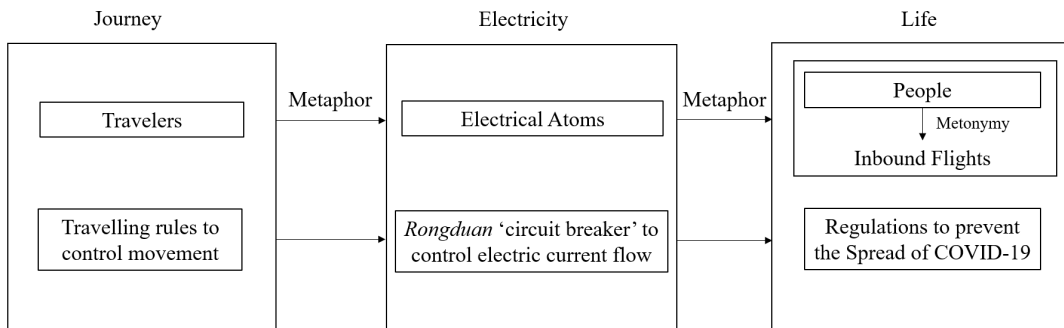 Journey
Electricity
Life
Travelers
Metaphor
Electrical Atoms
Metaphor
People
Metonymy
Inbound Flights
Travelling rules to
control movement
Rongduan ‘circuit breaker’ to
control electric current flow
Regulations to prevent
the Spread of COVID-19